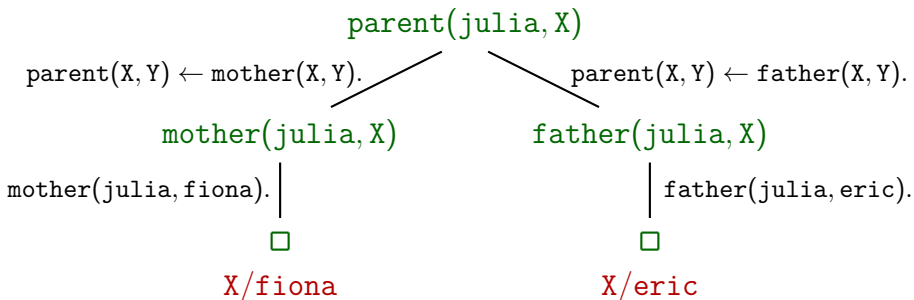 parent(julia, X)
parent(X, Y) ← mother(X, Y).
parent(X, Y) ← father(X, Y).
mother(julia, X)
father(julia, X)
mother(julia, fiona).
father(julia, eric).
X/fiona
X/eric